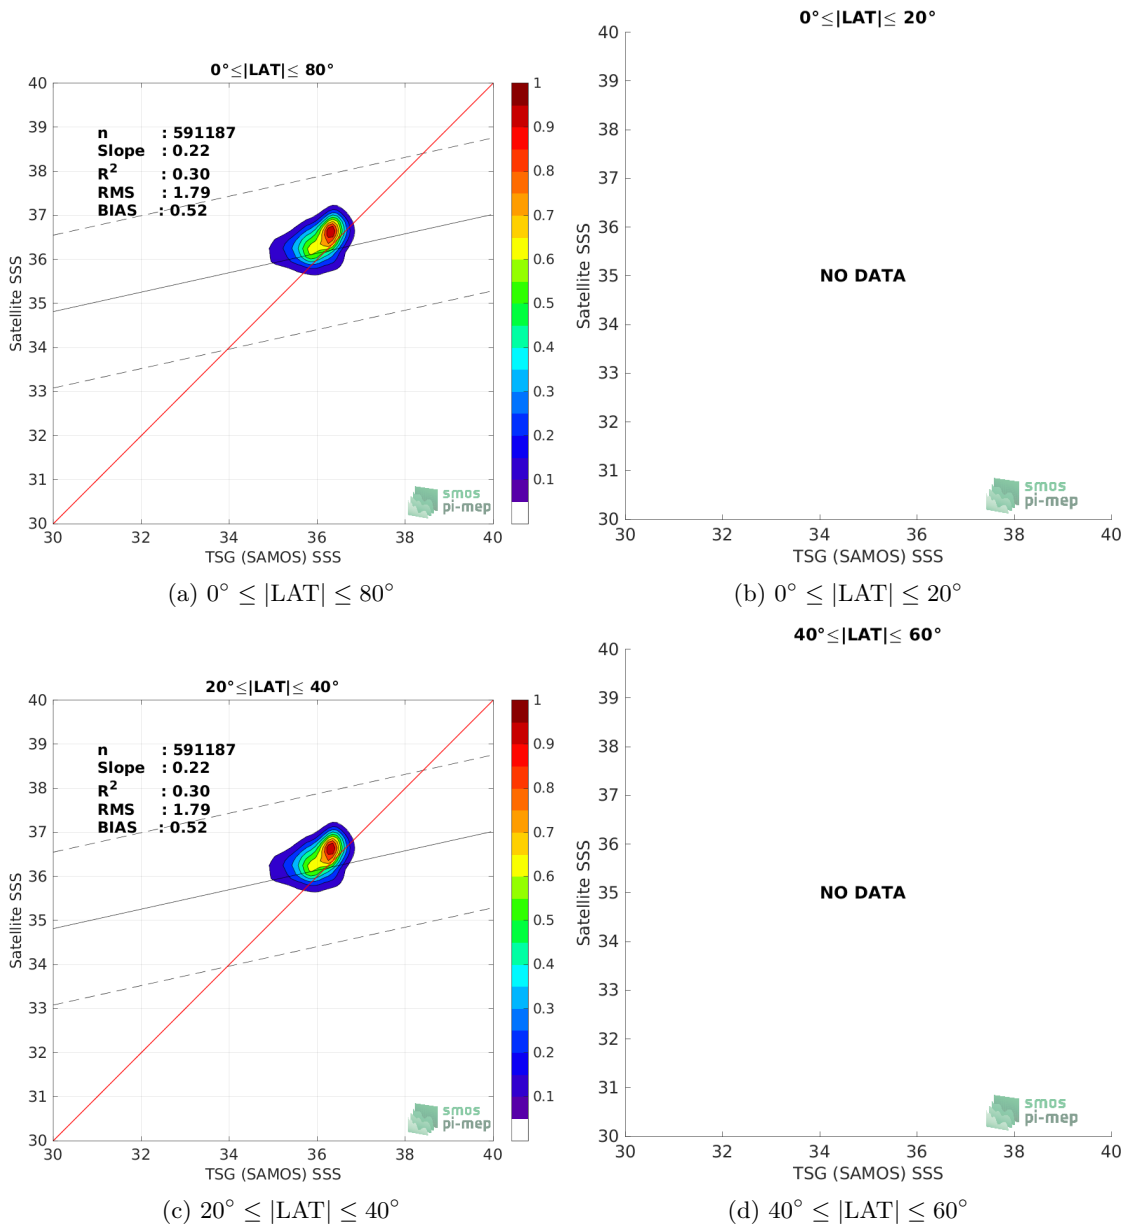 0°≤|LAT|≤ 80°
40
39
38
37
36
35
34
33
32
31
30
Satellite SSS
n : 591187
Slope : 0.22
R² : 0.30
RMS : 1.79
BIAS : 0.52
30 32 34 36 38 40
TSG (SAMOS) SSS
1
0.9
0.8
0.7
0.6
0.5
0.4
0.3
0.2
0.1
smos
pi-mep
(a) 0° ≤ |LAT| ≤ 80°
0°≤|LAT|≤ 20°
40
39
38
37
36
35
34
33
32
31
30
Satellite SSS
NO DATA
smos
pi-mep
30 32 34 36 38 40
TSG (SAMOS) SSS
(b) 0° ≤ |LAT| ≤ 20°
20°≤|LAT|≤ 40°
40
39
38
37
36
35
34
33
32
31
30
Satellite SSS
n : 591187
Slope : 0.22
R² : 0.30
RMS : 1.79
BIAS : 0.52
30 32 34 36 38 40
TSG (SAMOS) SSS
1
0.9
0.8
0.7
0.6
0.5
0.4
0.3
0.2
0.1
smos
pi-mep
(c) 20° ≤ |LAT| ≤ 40°
40°≤|LAT|≤ 60°
40
39
38
37
36
35
34
33
32
31
30
Satellite SSS
NO DATA
smos
pi-mep
30 32 34 36 38 40
TSG (SAMOS) SSS
(d) 40° ≤ |LAT| ≤ 60°